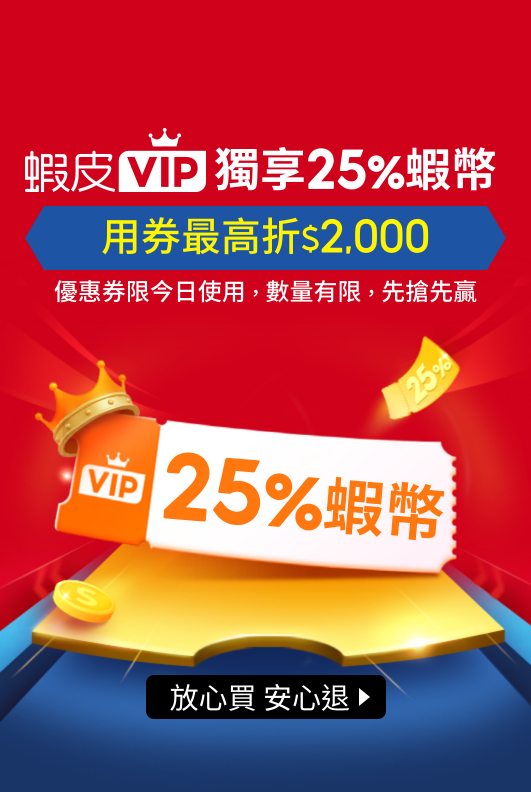 蝦皮VIP 獨享25%蝦幣
用券最高折$2,000
優惠券限今日使用，數量有限，先搶先贏
25%
VIP
25%蝦幣
S
放心買 安心退